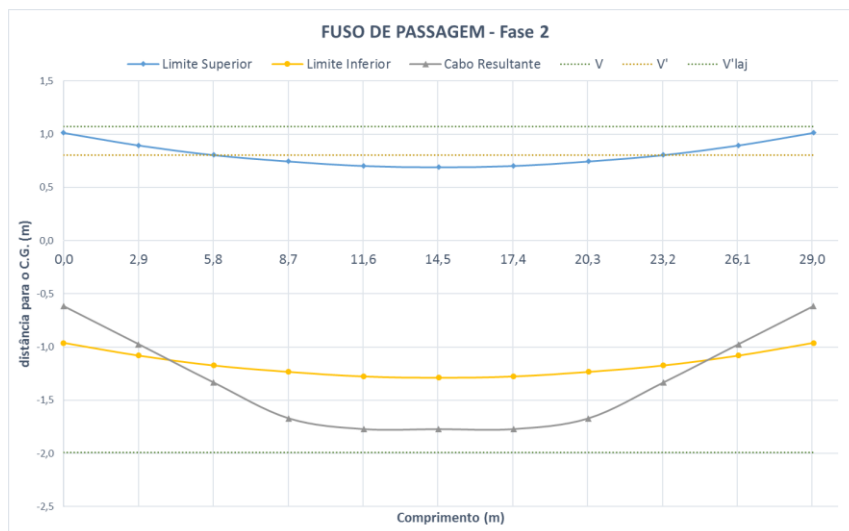 FUSO DE PASSAGEM - Fase 2
Limite Superior Limite Inferior Cabo Resultante V V' V'laj
1,5
1,0
0,5
0,0
0,0 2,9 5,8 8,7 11,6 14,5 17,4 20,3 23,2 26,1 29,0
-0,5
-1,0
-1,5
-2,0
-2,5
distância para o C.G. (m)
Comprimento (m)